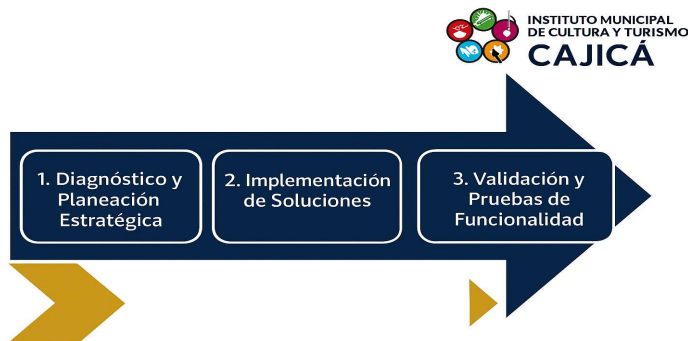 INSTITUTO MUNICIPAL
DE CULTURA Y TURISMO
CAJICÁ
1. Diagnóstico y
Planeación
Estratégica
2. Implementación
de Soluciones
3. Validación y
Pruebas de
Funcionalidad